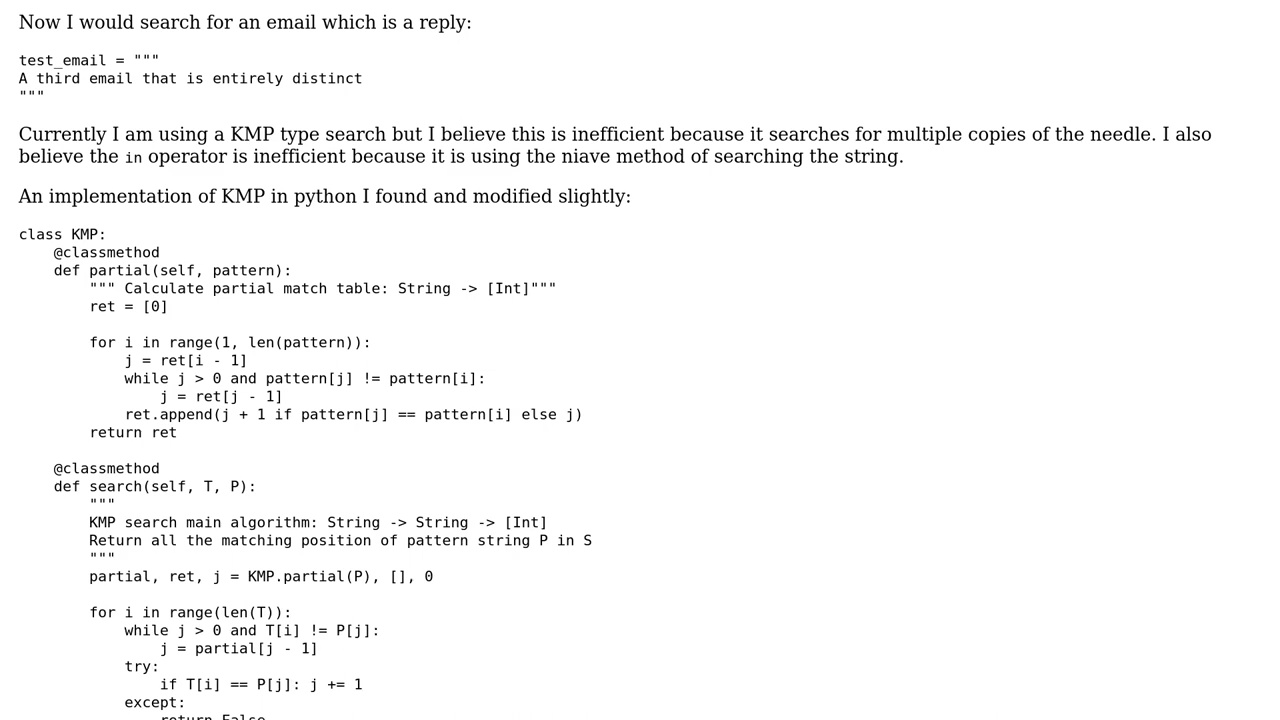 Now I would search for an email which is a reply:
test_email = """
A third email that is entirely distinct
"""
Currently I am using a KMP type search but I believe this is inefficient because it searches for multiple copies of the needle. I also
believe the in operator is inefficient because it is using the niave method of searching the string.
An implementation of KMP in python I found and modified slightly:
class KMP:
    @classmethod
    def partial(self, pattern):
        """ Calculate partial match table: String -> [Int]"""
        ret = [0]

        for i in range(1, len(pattern)):
            j = ret[i - 1]
            while j > 0 and pattern[j] != pattern[i]:
                j = ret[j - 1]
            ret.append(j + 1 if pattern[j] == pattern[i] else j)
        return ret

    @classmethod
    def search(self, T, P):
        """
        KMP search main algorithm: String -> String -> [Int]
        Return all the matching position of pattern string P in S
        """
        partial, ret, j = KMP.partial(P), [], 0

        for i in range(len(T)):
            while j > 0 and T[i] != P[j]:
                j = partial[j - 1]
            try:
                if T[i] == P[j]: j += 1
            except:
                return False